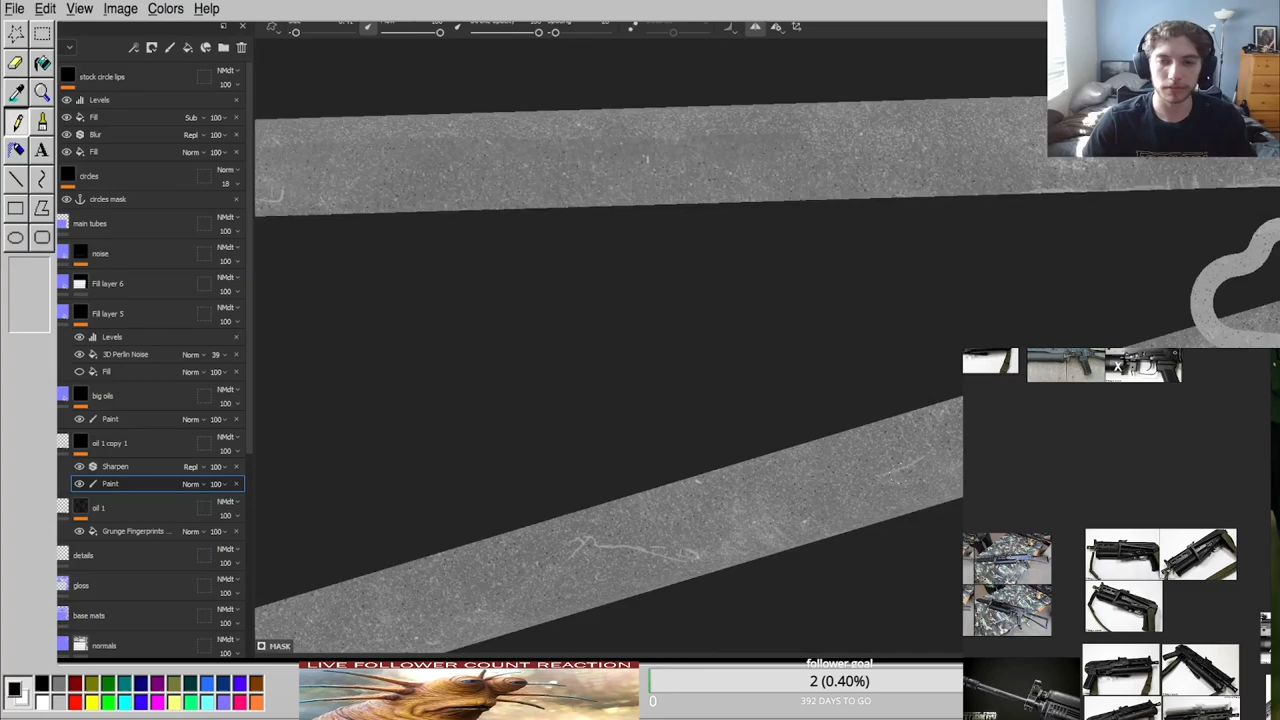 File Edit View Image Colors Help
NMdt
stock circle lips 100
Levels
Fill Sub 100
Blur Repl 100
Fill Norm 100
Norm
circles 18
circles mask
NMdt
main tubes 100
NMdt
noise 100
NMdt
Fill layer 6 100
NMdt
Fill layer 5 100
Levels
3D Perlin Noise Norm 39
Fill Norm 100
NMdt
big oils 100
Paint Norm 100
NMdt
oil 1 copy 1 100
Sharpen Repl 100
Paint Norm 100
NMdt
oil 1 100
Grunge Fingerprints ... Norm 100
NMdt
details 100
NMdt
gloss 100
NMdt
base mats 100
NMdt
normals 100
MASK
LIVE FOLLOWER COUNT REACTION
follower goal
2 (0.40%)
0
392 DAYS TO GO